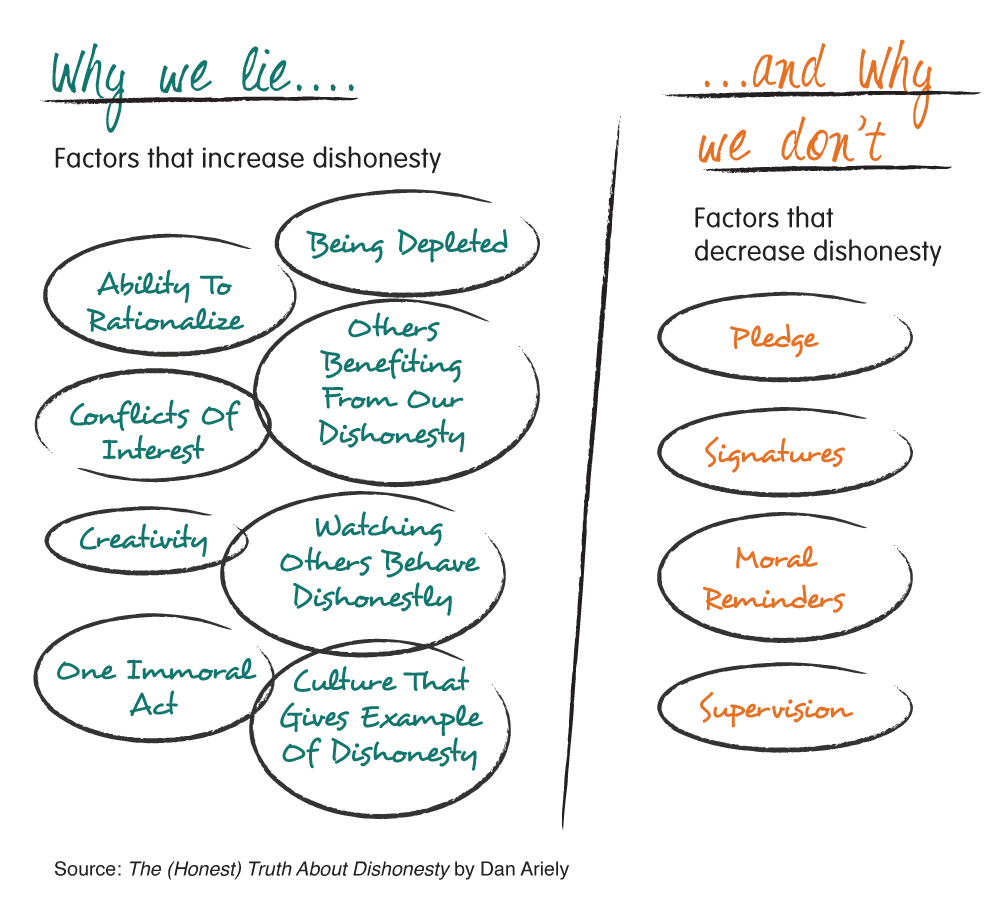 Why we lie....
Factors that increase dishonesty
Being Depleted
Ability To
Rationalize
Others
Benefiting
From Our
Dishonesty
Conflicts Of
Interest
Creativity
Watching
Others Behave
Dishonestly
One Immoral
Act
Culture That
Gives Example
Of Dishonesty
...and Why
we don't
Factors that
decrease dishonesty
Pledge
Signatures
Moral
Reminders
Supervision
Source: The (Honest) Truth About Dishonesty by Dan Ariely